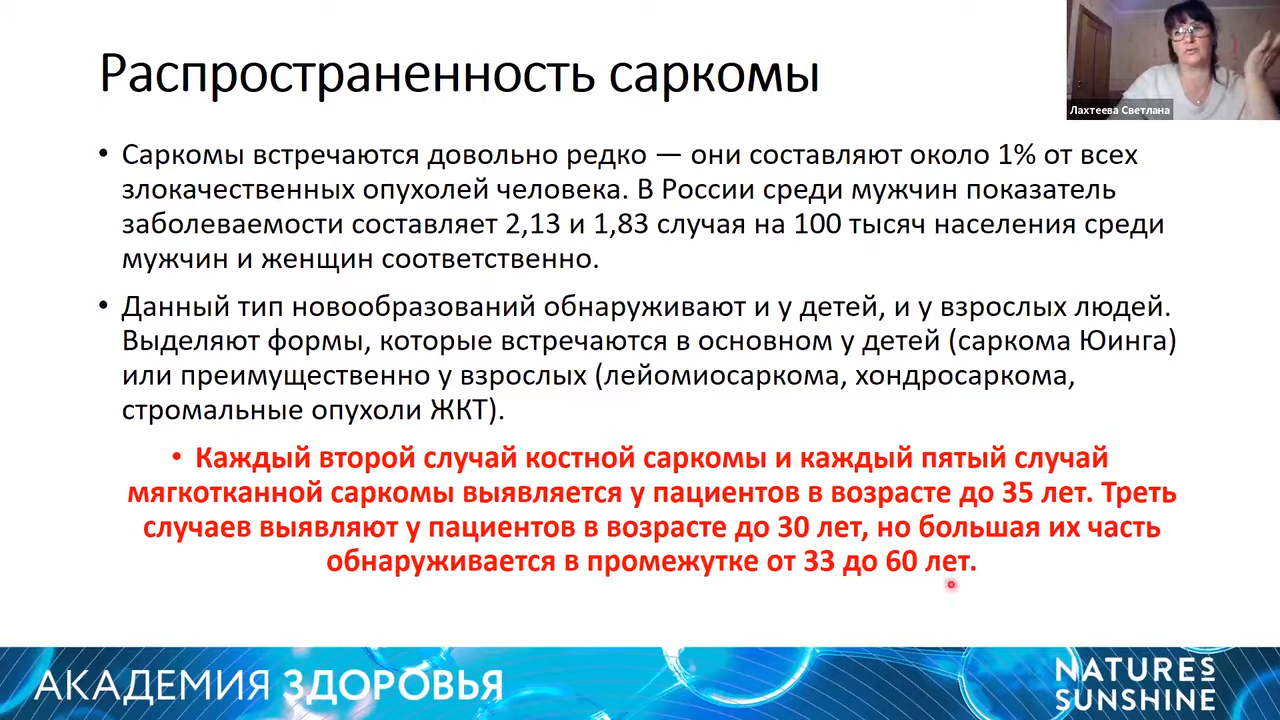 Распространенность саркомы
Лахтеева Светлана
• Саркомы встречаются довольно редко — они составляют около 1% от всех
злокачественных опухолей человека. В России среди мужчин показатель
заболеваемости составляет 2,13 и 1,83 случая на 100 тысяч населения среди
мужчин и женщин соответственно.
• Данный тип новообразований обнаруживают и у детей, и у взрослых людей.
Выделяют формы, которые встречаются в основном у детей (саркома Юинга)
или преимущественно у взрослых (лейомиосаркома, хондросаркома,
стромальные опухоли ЖКТ).
• Каждый второй случай костной саркомы и каждый пятый случай
мягкотканной саркомы выявляется у пациентов в возрасте до 35 лет. Треть
случаев выявляют у пациентов в возрасте до 30 лет, но большая их часть
обнаруживается в промежутке от 33 до 60 лет.
АКАДЕМИЯ ЗДОРОВЬЯ
NATURES
SUNSHINE